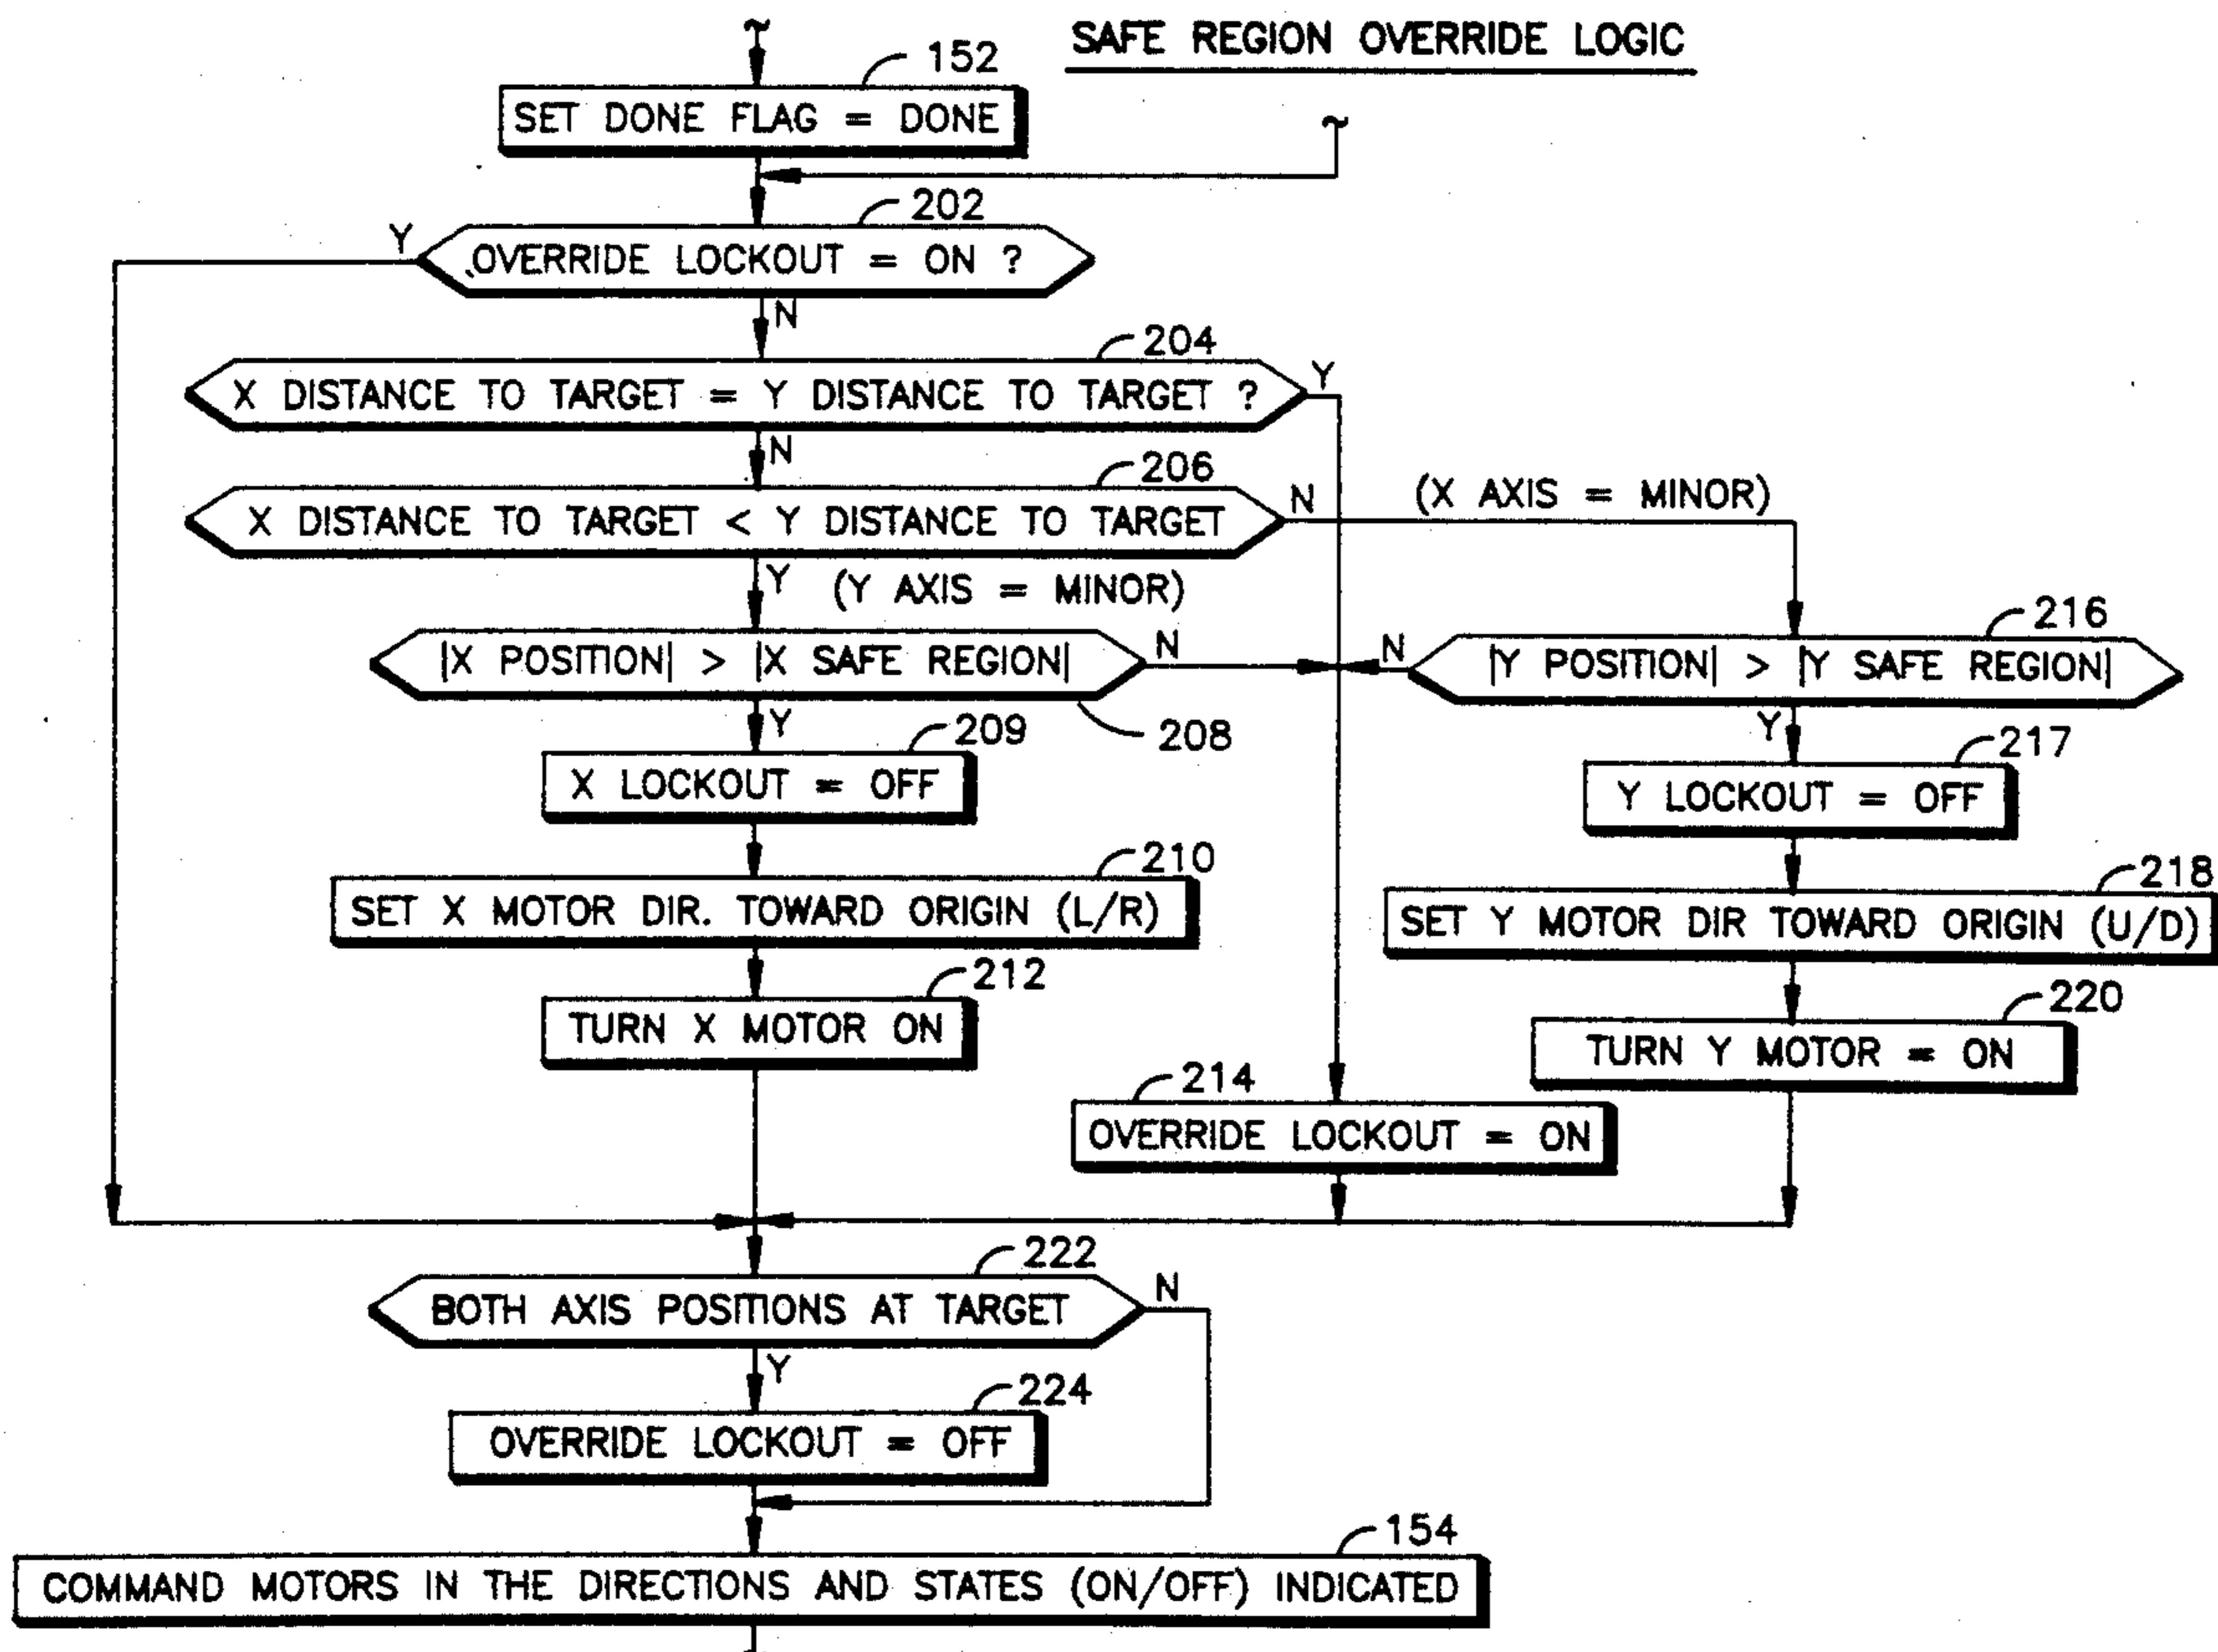 SAFE REGION OVERRIDE LOGIC
152
SET DONE FLAG = DONE
202
Y
OVERRIDE LOCKOUT = ON ?
N
204
X DISTANCE TO TARGET = Y DISTANCE TO TARGET ?
Y
N
206
X DISTANCE TO TARGET < Y DISTANCE TO TARGET
N
(X AXIS = MINOR)
Y
(Y AXIS = MINOR)
|X POSITION| > |X SAFE REGION|
N
208
N
216
|Y POSITION| > |Y SAFE REGION|
Y
209
X LOCKOUT = OFF
Y
217
Y LOCKOUT = OFF
210
SET X MOTOR DIR. TOWARD ORIGIN (L/R)
218
SET Y MOTOR DIR TOWARD ORIGIN (U/D)
212
TURN X MOTOR ON
220
TURN Y MOTOR = ON
214
OVERRIDE LOCKOUT = ON
222
BOTH AXIS POSITIONS AT TARGET
N
Y
224
OVERRIDE LOCKOUT = OFF
154
COMMAND MOTORS IN THE DIRECTIONS AND STATES (ON/OFF) INDICATED